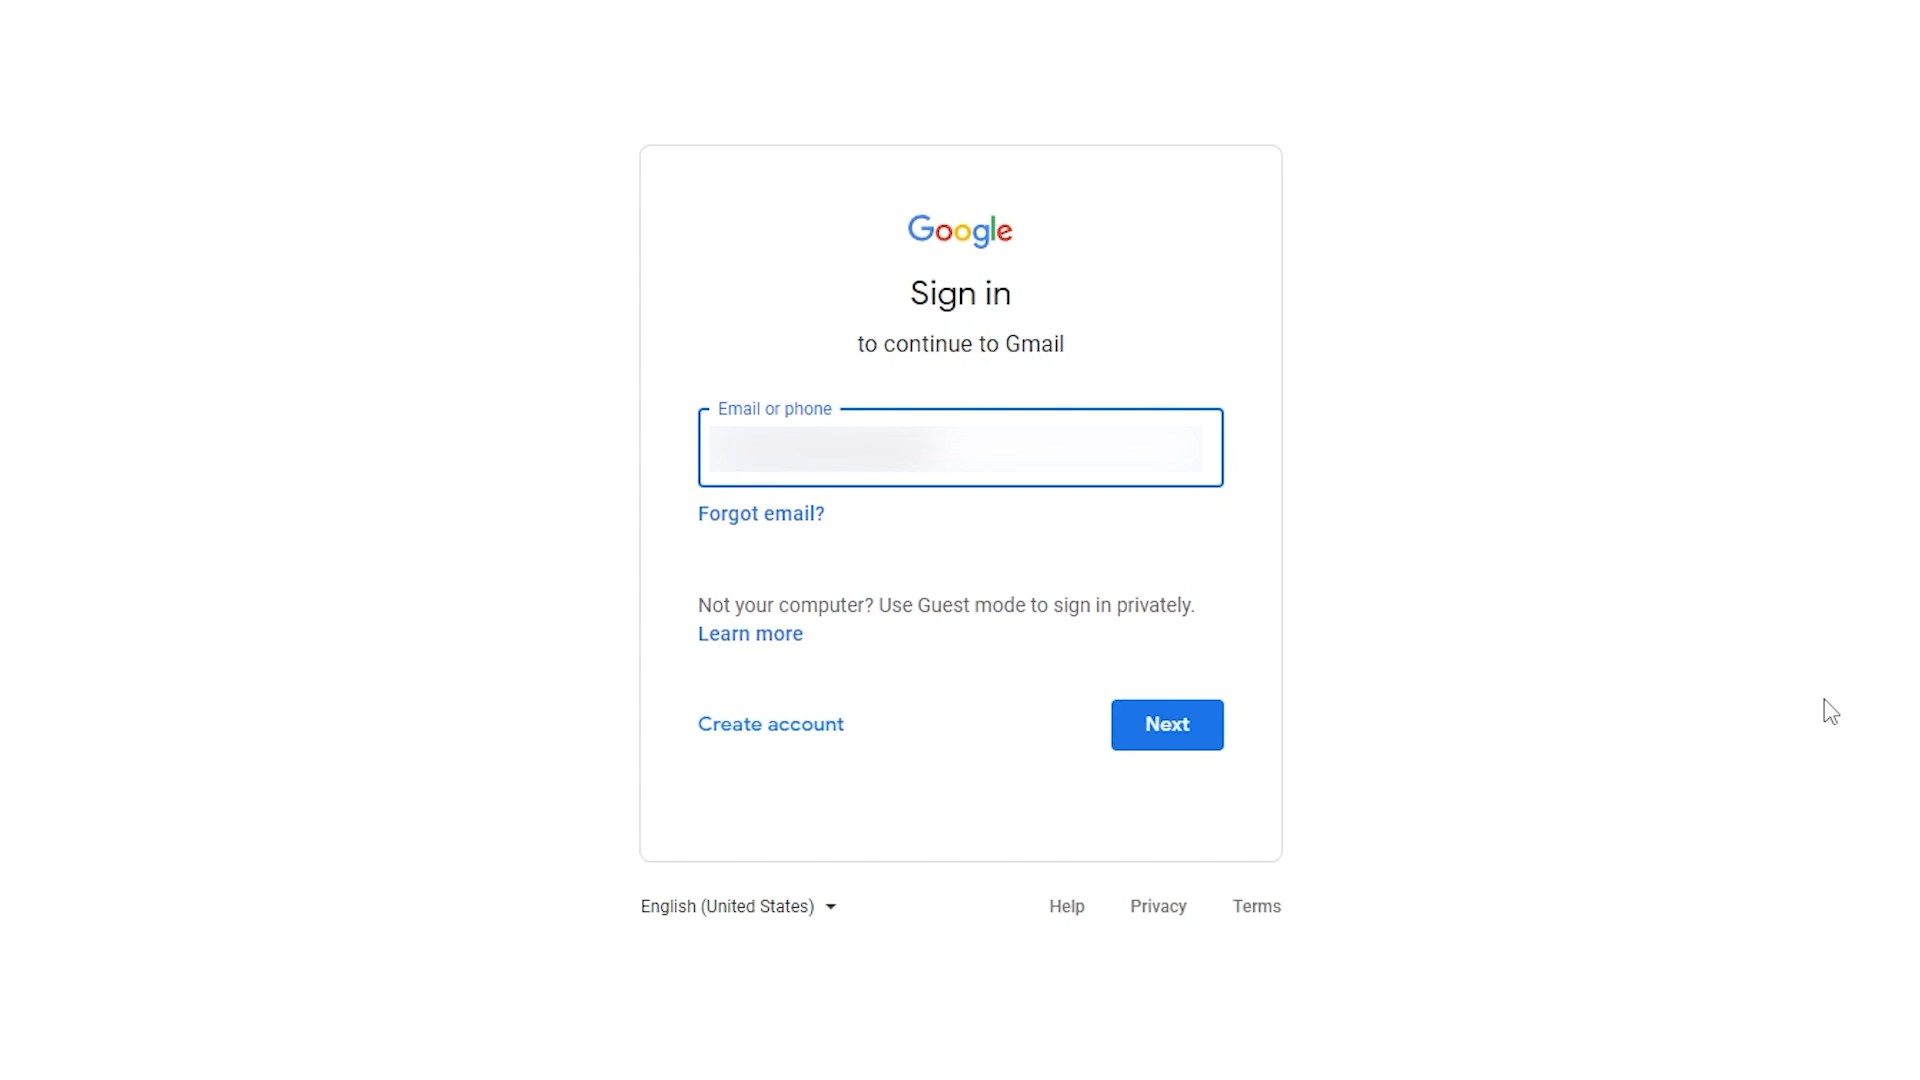 Google
Sign in
to continue to Gmail
Email or phone
Forgot email?
Not your computer? Use Guest mode to sign in privately.
Learn more
Create account
Next
English (United States)
Help
Privacy
Terms